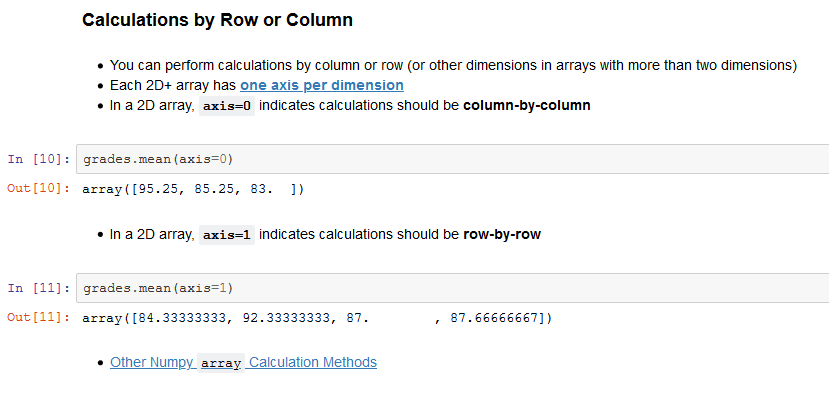 Calculations by Row or Column
• You can perform calculations by column or row (or other dimensions in arrays with more than two dimensions)
• Each 2D+ array has one axis per dimension
• In a 2D array, axis=0 indicates calculations should be column-by-column
In [10]: grades.mean(axis=0)
Out[10]: array([95.25, 85.25, 83.  ])
• In a 2D array, axis=1 indicates calculations should be row-by-row
In [11]: grades.mean(axis=1)
Out[11]: array([84.33333333, 92.33333333, 87.        , 87.66666667])
• Other Numpy array Calculation Methods